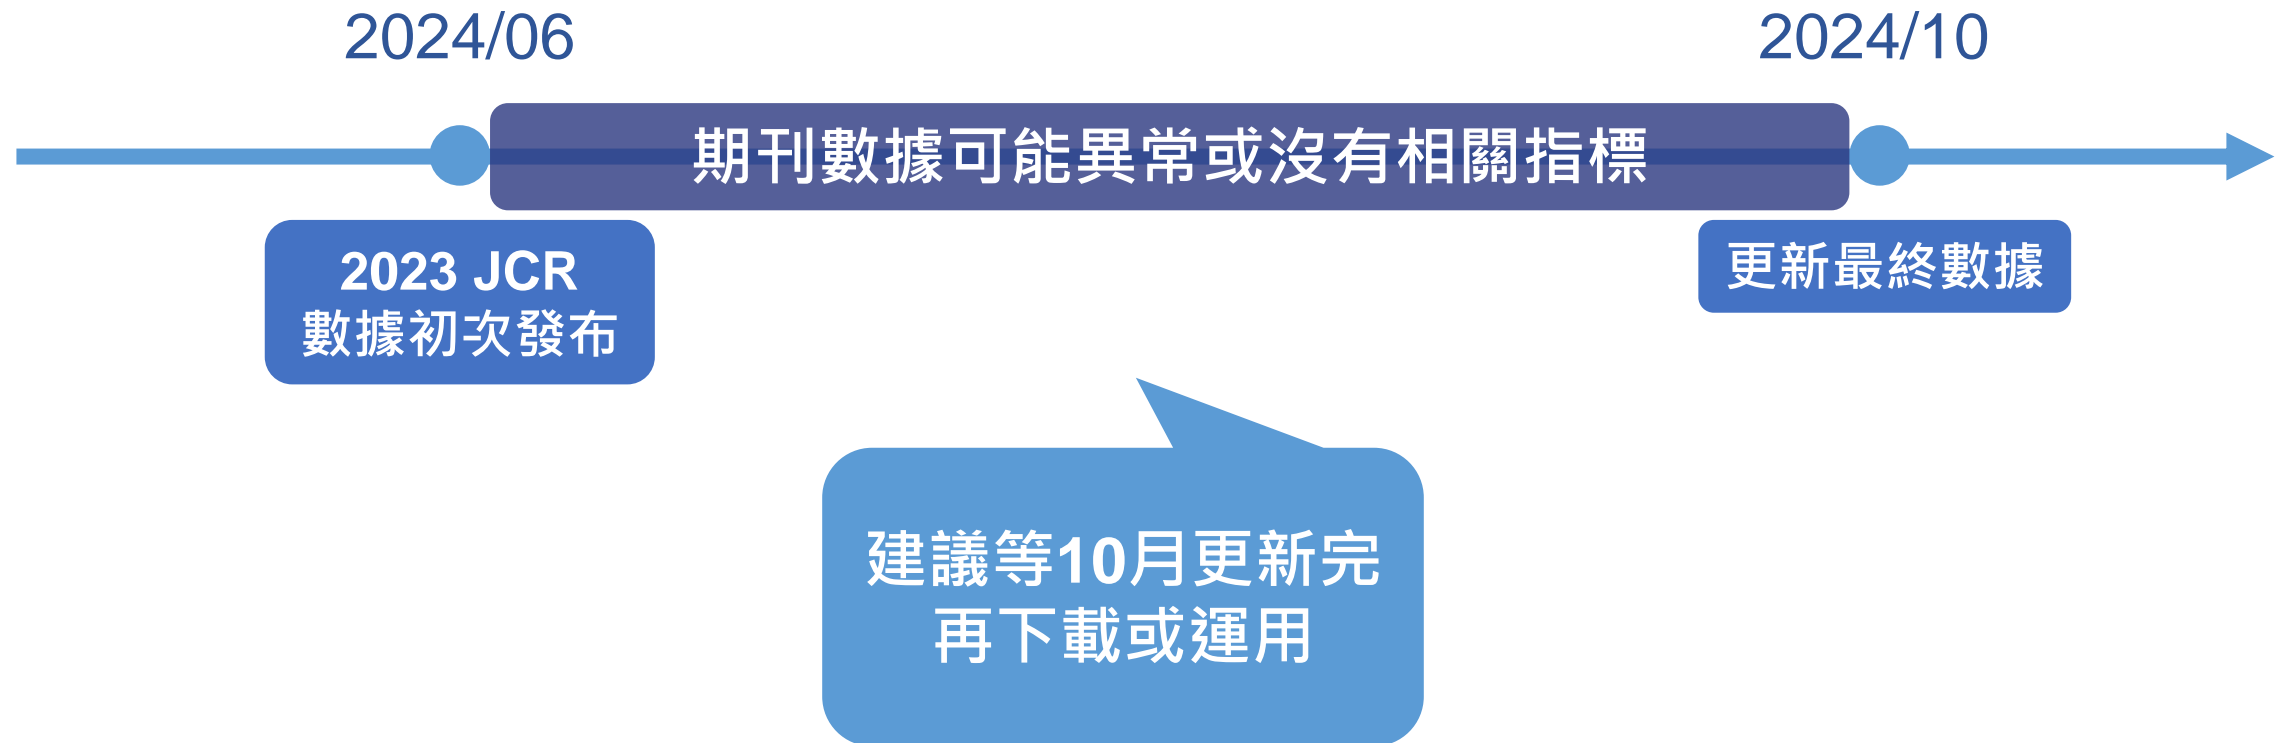 2024/06
2024/10
期刊數據可能異常或沒有相關指標
2023 JCR
數據初次發布
更新最終數據
建議等10月更新完
再下載或運用